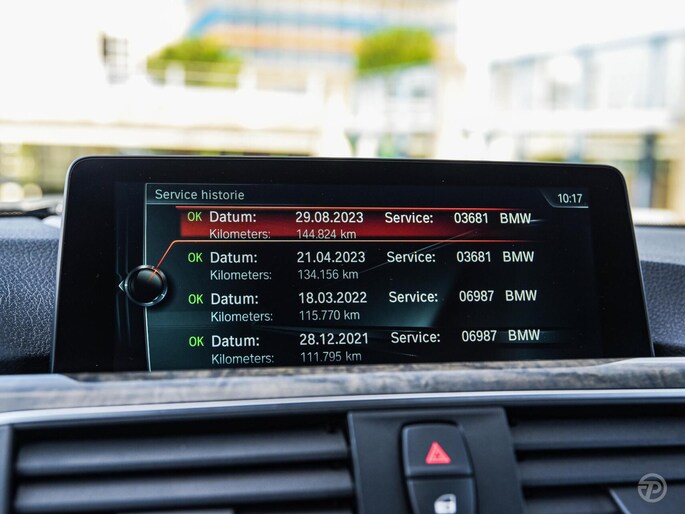 Service historie 10:17
OK Datum: 29.08.2023 Service: 03681 BMW
Kilometers: 144.824 km
OK Datum: 21.04.2023 Service: 03681 BMW
Kilometers: 134.156 km
OK Datum: 18.03.2022 Service: 06987 BMW
Kilometers: 115.770 km
OK Datum: 28.12.2021 Service: 06987 BMW
Kilometers: 111.795 km